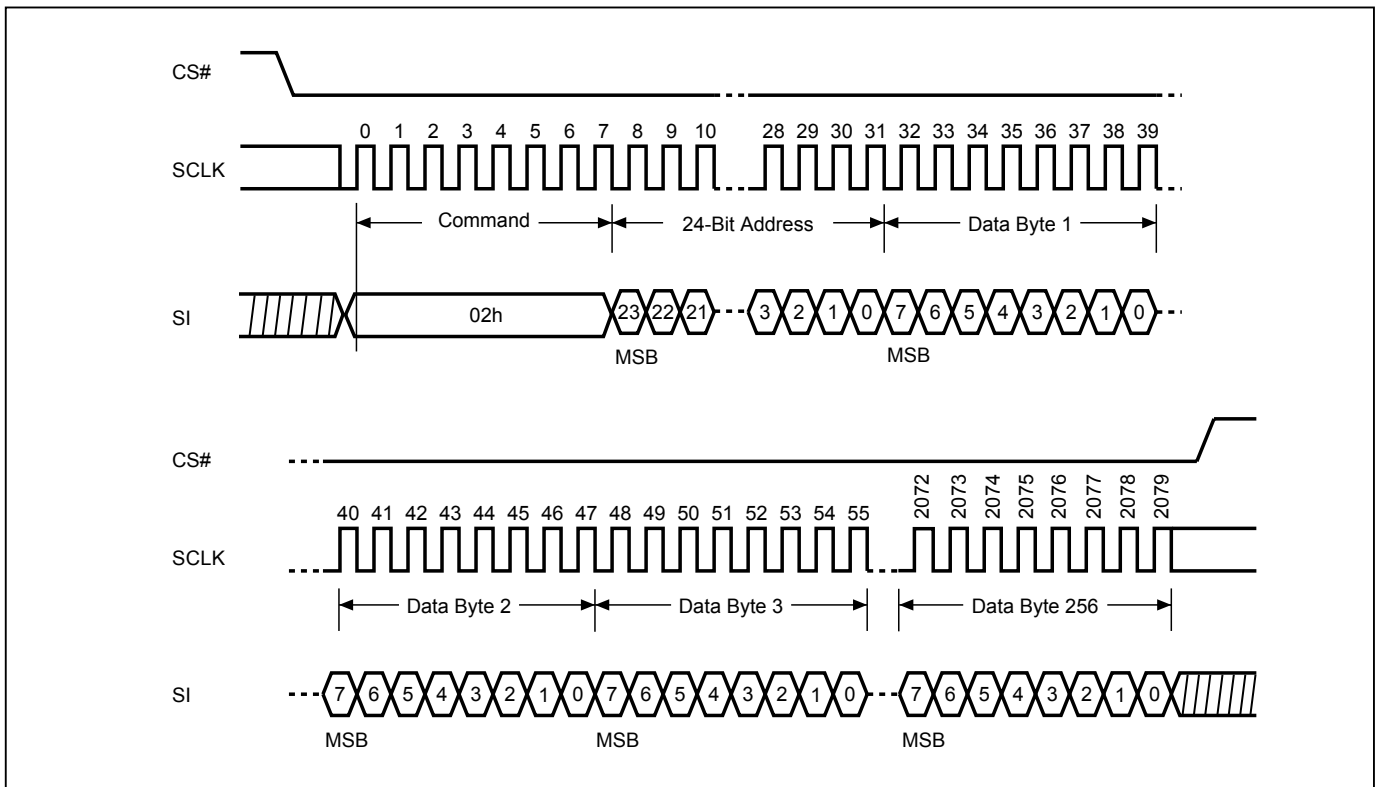 CS#
0 1 2 3 4 5 6 7 8 9 10 28 29 30 31 32 33 34 35 36 37 38 39
SCLK
Command 24-Bit Address Data Byte 1
SI 02h 23 22 21 3 2 1 0 7 6 5 4 3 2 1 0
MSB MSB
CS#
40 41 42 43 44 45 46 47 48 49 50 51 52 53 54 55 2072 2073 2074 2075 2076 2077 2078 2079
SCLK
Data Byte 2 Data Byte 3 Data Byte 256
SI 7 6 5 4 3 2 1 0 7 6 5 4 3 2 1 0 7 6 5 4 3 2 1 0
MSB MSB MSB